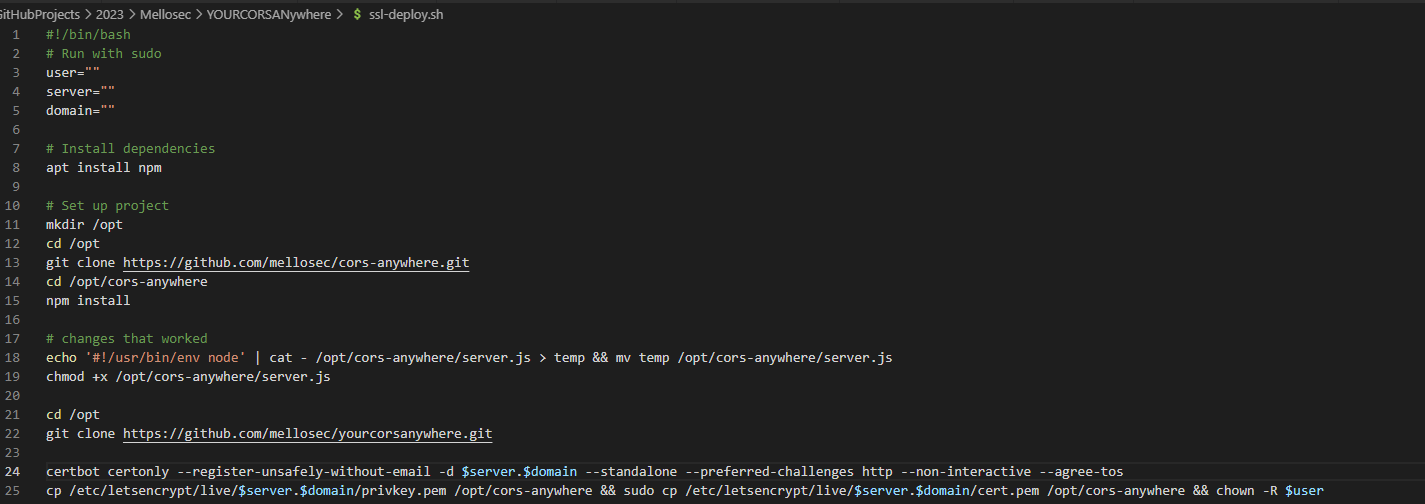 GitHubProjects > 2023 > Mellosec > YOURCORSANywhere > $ ssl-deploy.sh
1 #!/bin/bash
2 # Run with sudo
3 user=""
4 server=""
5 domain=""
6
7 # Install dependencies
8 apt install npm
9
10 # Set up project
11 mkdir /opt
12 cd /opt
13 git clone https://github.com/mellosec/cors-anywhere.git
14 cd /opt/cors-anywhere
15 npm install
16
17 # changes that worked
18 echo '#!/usr/bin/env node' | cat - /opt/cors-anywhere/server.js > temp && mv temp /opt/cors-anywhere/server.js
19 chmod +x /opt/cors-anywhere/server.js
20
21 cd /opt
22 git clone https://github.com/mellosec/yourcorsanywhere.git
23
24 certbot certonly --register-unsafely-without-email -d $server.$domain --standalone --preferred-challenges http --non-interactive --agree-tos
25 cp /etc/letsencrypt/live/$server.$domain/privkey.pem /opt/cors-anywhere && sudo cp /etc/letsencrypt/live/$server.$domain/cert.pem /opt/cors-anywhere && chown -R $user